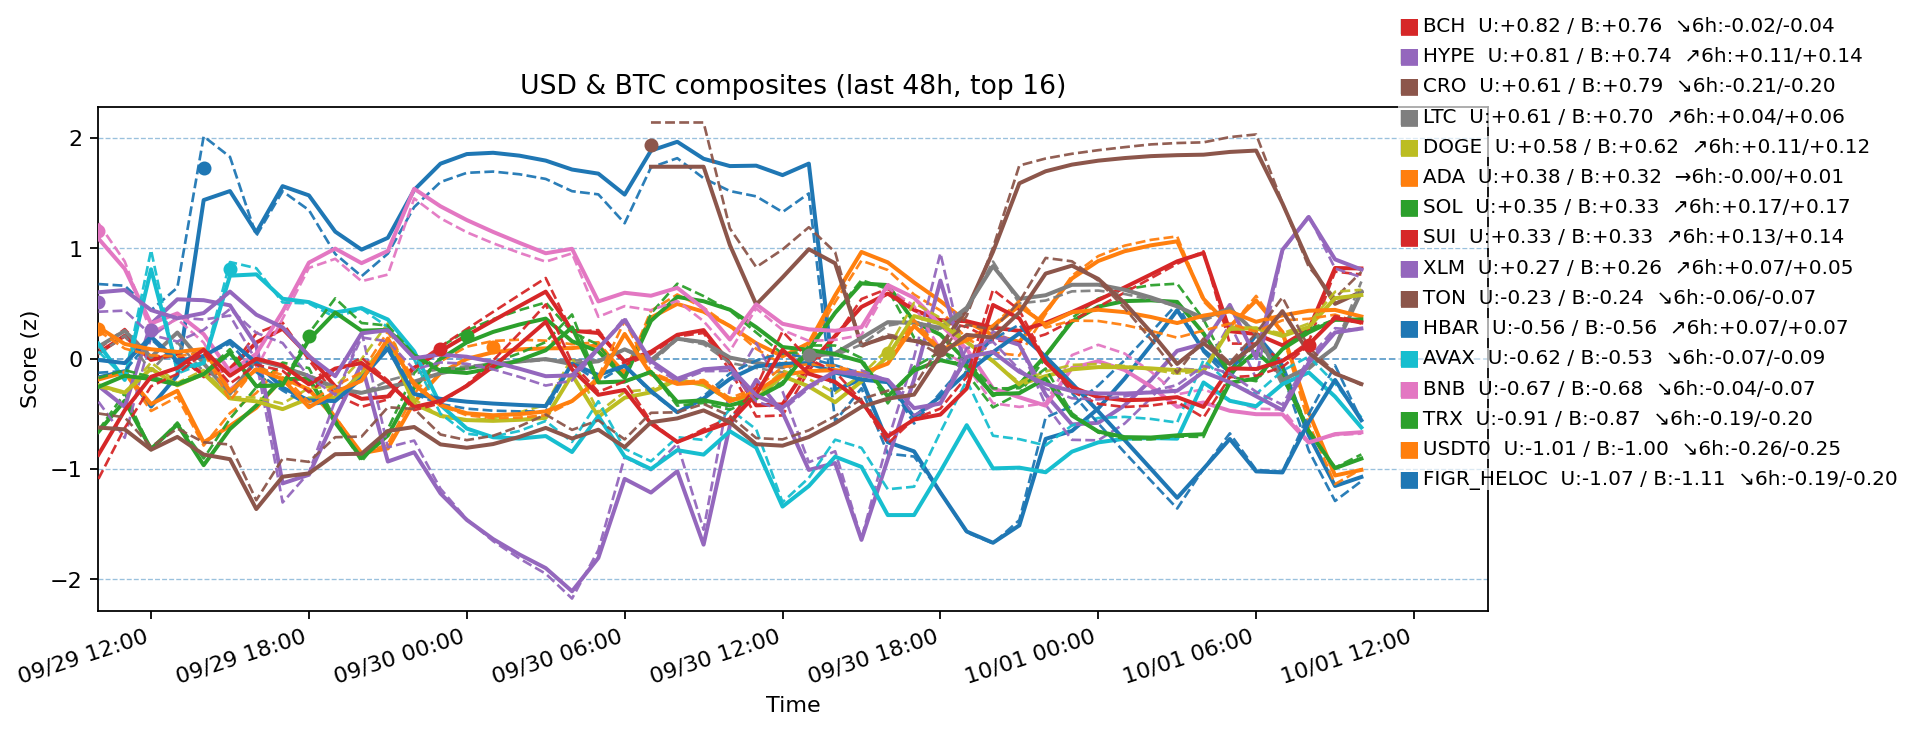 USD & BTC composites (last 48h, top 16)
BCH U:+0.82 / B:+0.76 ↘6h:-0.02/-0.04
HYPE U:+0.81 / B:+0.74 ↗6h:+0.11/+0.14
CRO U:+0.61 / B:+0.79 ↘6h:-0.21/-0.20
LTC U:+0.61 / B:+0.70 ↗6h:+0.04/+0.06
DOGE U:+0.58 / B:+0.62 ↗6h:+0.11/+0.12
ADA U:+0.38 / B:+0.32 →6h:-0.00/+0.01
SOL U:+0.35 / B:+0.33 ↗6h:+0.17/+0.17
SUI U:+0.33 / B:+0.33 ↗6h:+0.13/+0.14
XLM U:+0.27 / B:+0.26 ↗6h:+0.07/+0.05
TON U:-0.23 / B:-0.24 ↘6h:-0.06/-0.07
HBAR U:-0.56 / B:-0.56 ↗6h:+0.07/+0.07
AVAX U:-0.62 / B:-0.53 ↘6h:-0.07/-0.09
BNB U:-0.67 / B:-0.68 ↘6h:-0.04/-0.07
TRX U:-0.91 / B:-0.87 ↘6h:-0.19/-0.20
USDT0 U:-1.01 / B:-1.00 ↘6h:-0.26/-0.25
FIGR_HELOC U:-1.07 / B:-1.11 ↘6h:-0.19/-0.20
Score (z)
2
1
0
−1
−2
09/29 12:00
09/29 18:00
09/30 00:00
09/30 06:00
09/30 12:00
09/30 18:00
10/01 00:00
10/01 06:00
10/01 12:00
Time